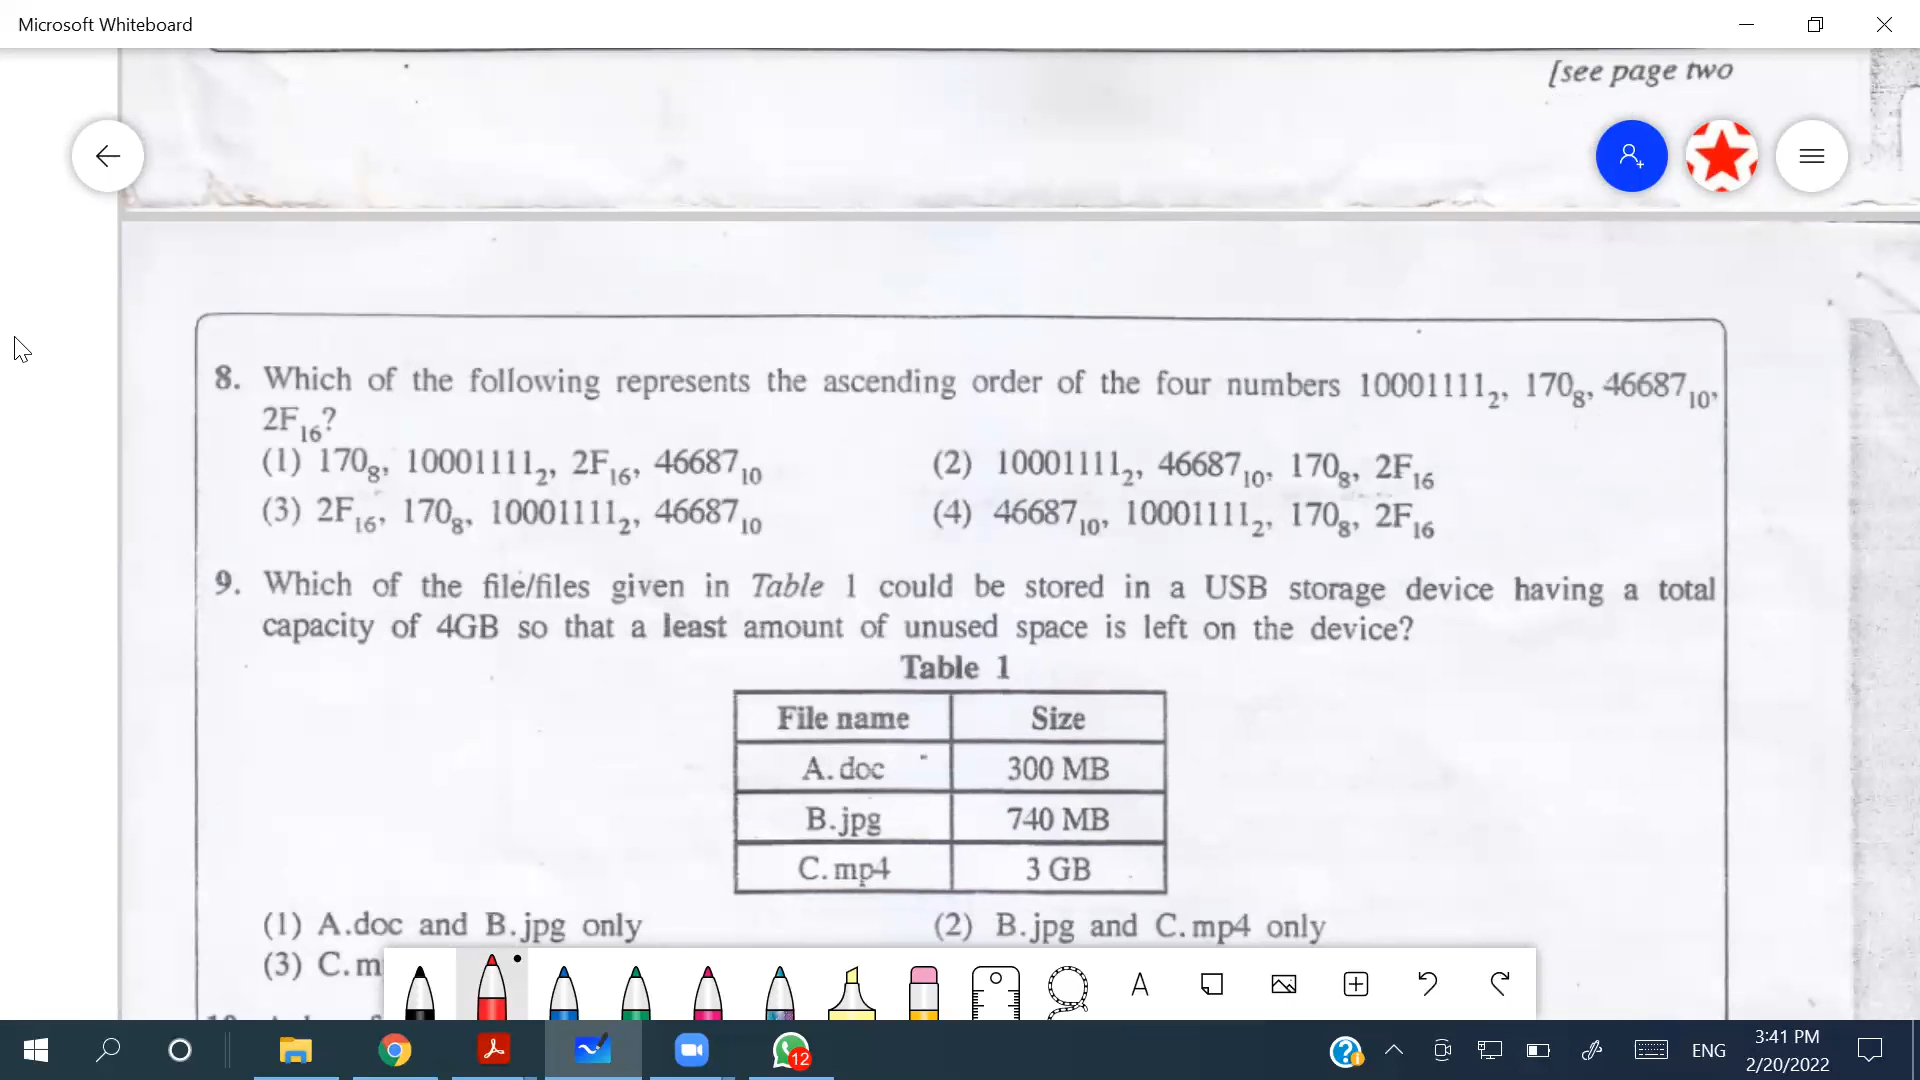 Microsoft Whiteboard
[see page two
8. Which of the following represents the ascending order of the four numbers 10001111₂, 170₈, 46687₁₀,
2F₁₆?
(1) 170₈, 10001111₂, 2F₁₆, 46687₁₀ (2) 10001111₂, 46687₁₀, 170₈, 2F₁₆
(3) 2F₁₆, 170₈, 10001111₂, 46687₁₀ (4) 46687₁₀, 10001111₂, 170₈, 2F₁₆
9. Which of the file/files given in Table 1 could be stored in a USB storage device having a total
capacity of 4GB so that a least amount of unused space is left on the device?
Table 1
File name Size
A.doc 300 MB
B.jpg 740 MB
C.mp4 3 GB
(1) A.doc and B.jpg only (2) B.jpg and C.mp4 only
(3) C.m
A
12
ENG
3:41 PM
2/20/2022